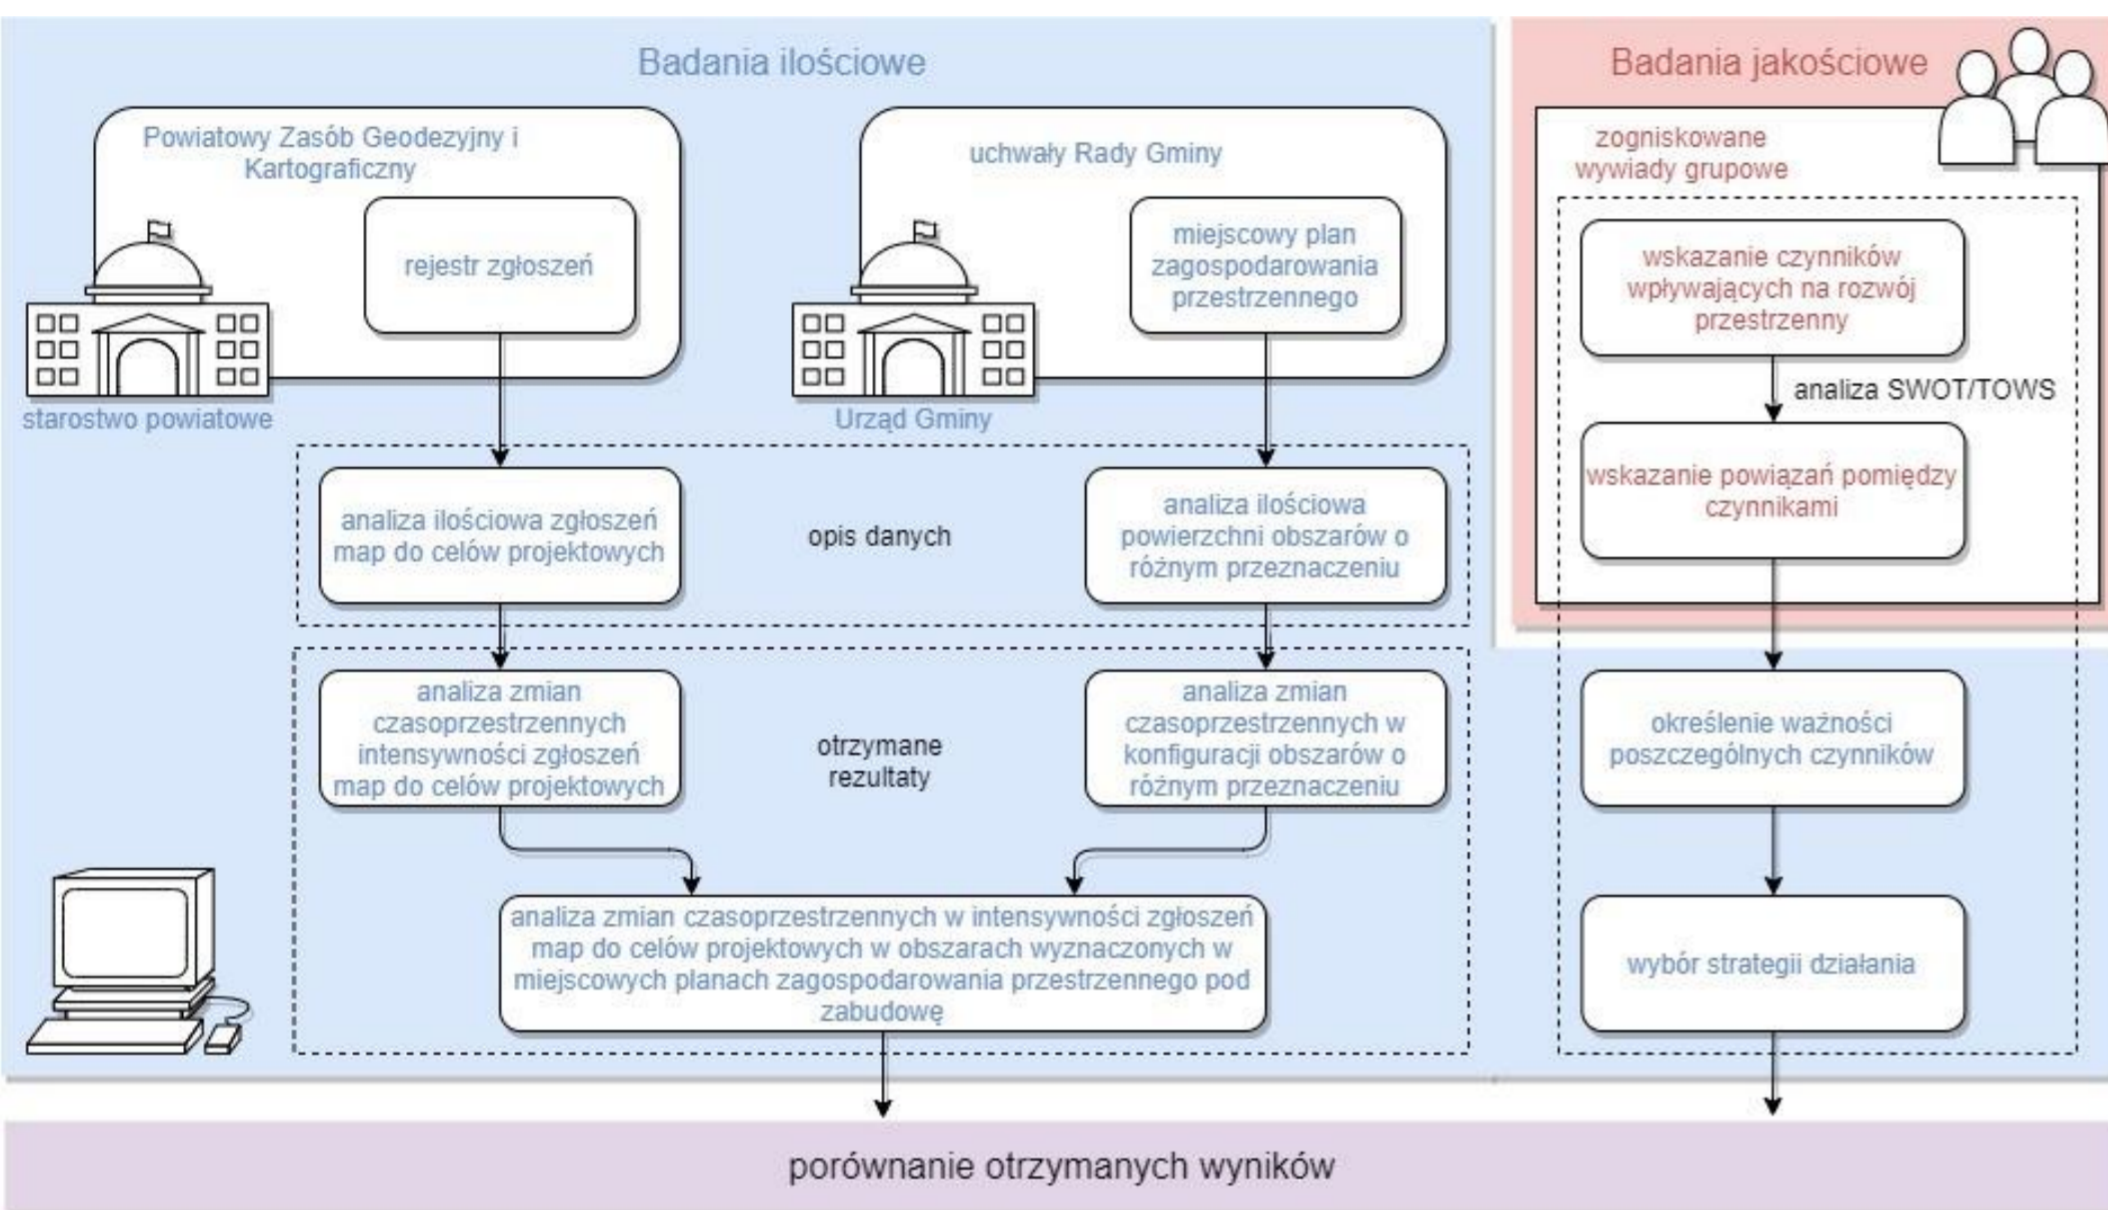 Badania ilościowe
Powiatowy Zasób Geodezyjny i
Kartograficzny
rejestr zgłoszeń
starostwo powiatowe
uchwały Rady Gminy
miejscowy plan
zagospodarowania
przestrzennego
Urząd Gminy
analiza ilościowa zgłoszeń
map do celów projektowych
opis danych
analiza ilościowa
powierzchni obszarów o
różnym przeznaczeniu
analiza zmian
czasoprzestrzennych
intensywności zgłoszeń
map do celów projektowych
otrzymane
rezultaty
analiza zmian
czasoprzestrzennych w
konfiguracji obszarów o
różnym przeznaczeniu
analiza zmian czasoprzestrzennych w intensywności zgłoszeń
map do celów projektowych w obszarach wyznaczonych w
miejscowych planach zagospodarowania przestrzennego pod
zabudowę
Badania jakościowe
zogniskowane
wywiady grupowe
wskazanie czynników
wpływających na rozwój
przestrzenny
analiza SWOT/TOWS
wskazanie powiązań pomiędzy
czynnikami
określenie ważności
poszczególnych czynników
wybór strategii działania
porównanie otrzymanych wyników